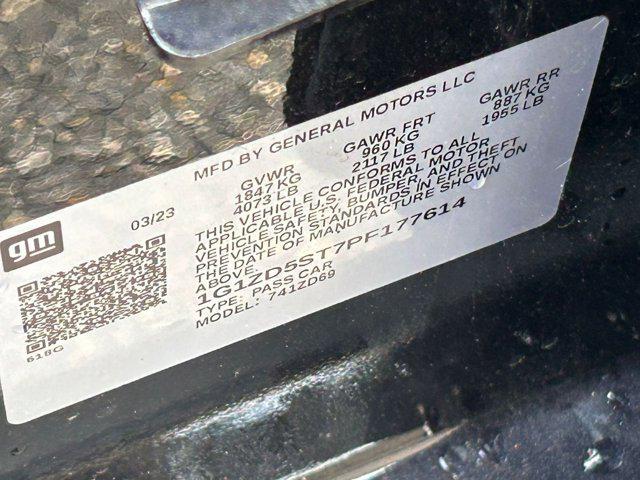 MFD BY GENERAL MOTORS LLC
03/23
GVWR GAWR FRT GAWR RR
1847 KG 960 KG 887 KG
4073 LB 2117 LB 1955 LB
THIS VEHICLE CONFORMS TO ALL
APPLICABLE U.S. FEDERAL MOTOR
VEHICLE SAFETY, BUMPER, AND THEFT
PREVENTION STANDARDS IN EFFECT ON
THE DATE OF MANUFACTURE SHOWN
ABOVE.
1G1ZD5ST7PF177614
TYPE: PASS CAR
MODEL: 741ZD69
gm
618G